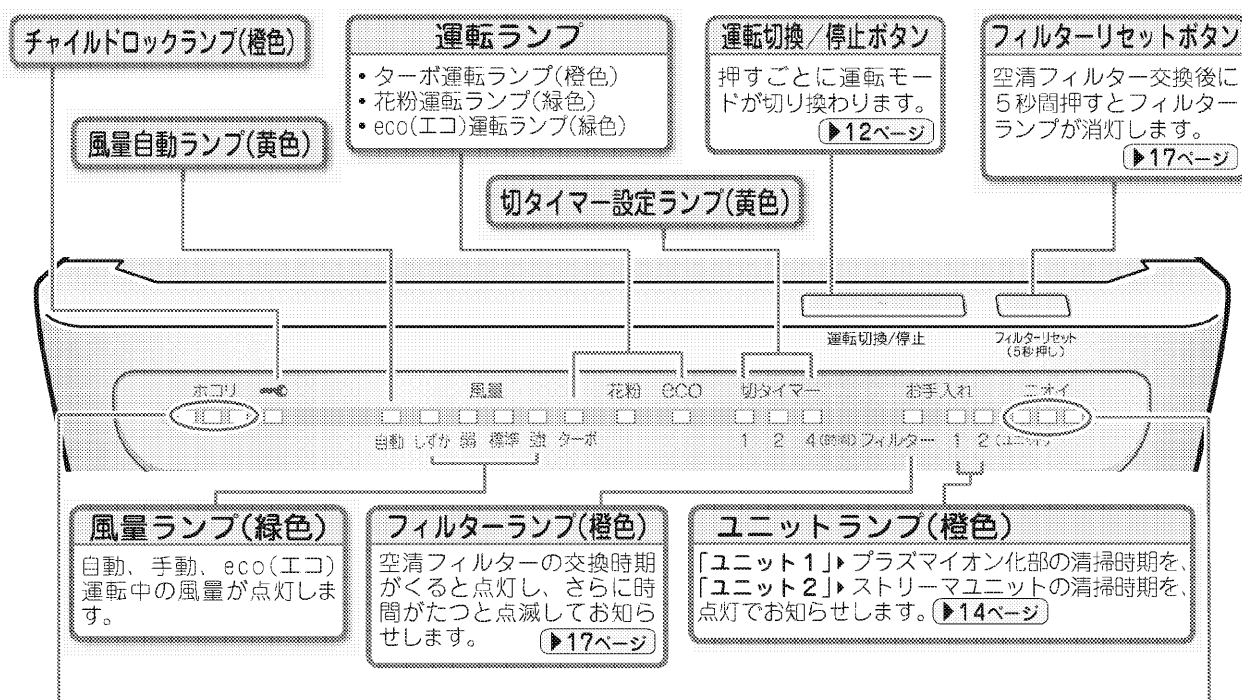 チャイルドロックランプ(橙色)
運転ランプ
• ターボ運転ランプ(橙色)
• 花粉運転ランプ(緑色)
• eco(エコ)運転ランプ(緑色)
運転切換/停止ボタン
押すごとに運転モー
ドが切り換わります。
▶12ページ
フィルターリセットボタン
空清フィルター交換後に
5秒間押すとフィルター
ランプが消灯します。
▶17ページ
風量自動ランプ(黄色)
切タイマー設定ランプ(黄色)
運転切換/停止
フィルターリセット
(5秒押し)
ホコリ 風量 花粉 eco 切タイマー お手入れ ニオイ
自動 しずか 弱 標準 強 ターボ 1 2 4(時間) フィルター 1 2 (ユニット)
風量ランプ(緑色)
自動、手動、eco(エコ)
運転中の風量が点灯しま
す。
フィルターランプ(橙色)
空清フィルターの交換時期
がくると点灯し、さらに時
間がたつと点滅してお知ら
せします。 ▶17ページ
ユニットランプ(橙色)
「ユニット1」▶プラズマイオン化部の清掃時期を、
「ユニット2」▶ストリーマユニットの清掃時期を、
点灯でお知らせします。▶14ページ